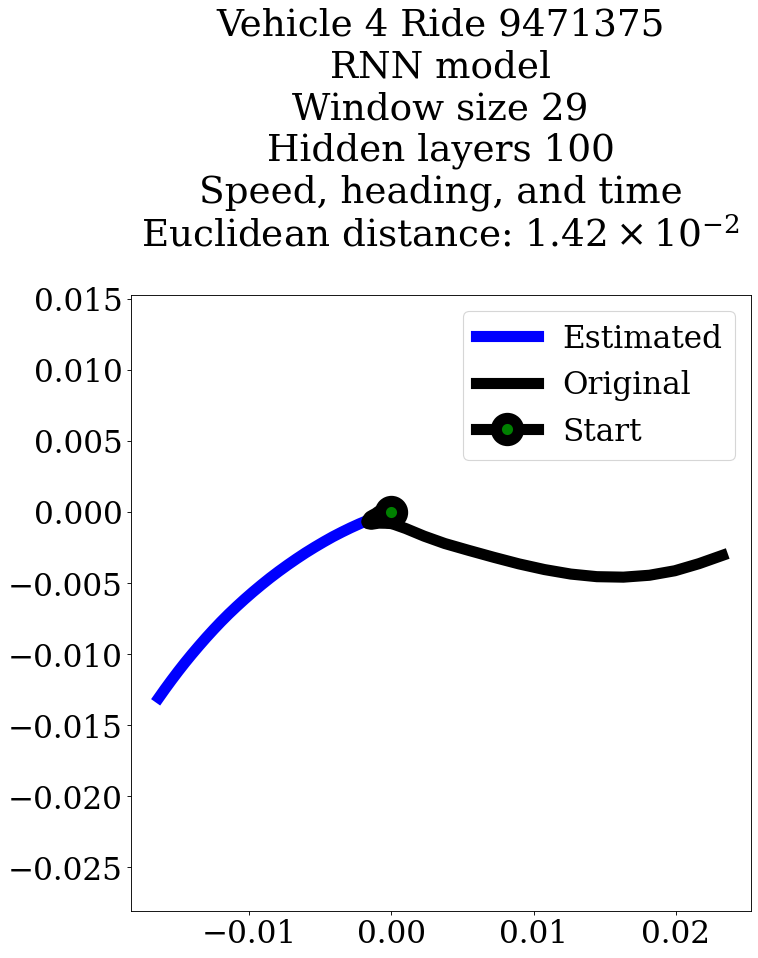 Vehicle 4 Ride 9471375
RNN model
Window size 29
Hidden layers 100
Speed, heading, and time
Euclidean distance: 1.42 × 10⁻²
0.015
0.010
0.005
0.000
−0.005
−0.010
−0.015
−0.020
−0.025
Estimated
Original
Start
−0.01 0.00 0.01 0.02